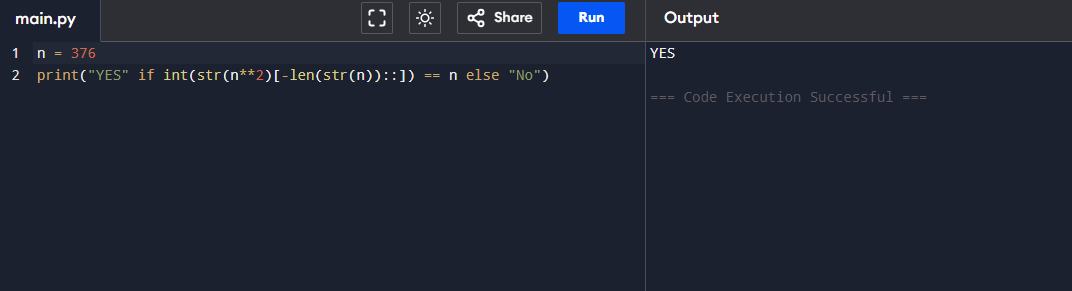 main.py Share Run Output
1 n = 376
2 print("YES" if int(str(n**2)[-len(str(n))::]) == n else "No")
YES
=== Code Execution Successful ===